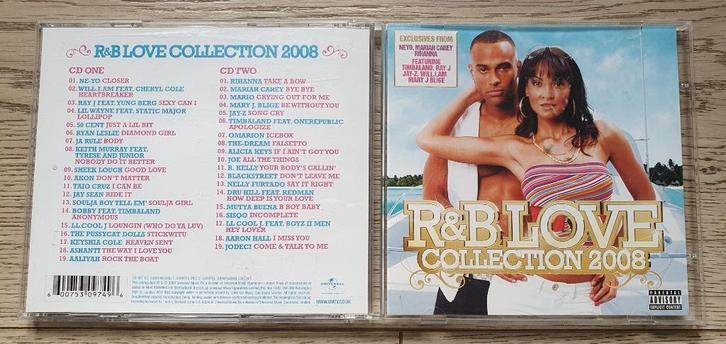 R&B LOVE COLLECTION 2008
CD ONE
01. NE-YO CLOSER
02. WILL.I.AM FEAT. CHERYL COLE
HEARTBREAKER
03. RAY J FEAT. YUNG BERG SEXY CAN I
04. LIL WAYNE FEAT. STATIC MAJOR
LOLLIPOP
05. 50 CENT JUST A LIL BIT
06. RYAN LESLIE DIAMOND GIRL
07. JA RULE BODY
08. KEITH MURRAY FEAT.
TYRESE AND JUNIOR
NOBODY DO IT BETTER
09. SHEEK LOUCH GOOD LOVE
10. AKON DON'T MATTER
11. TAIO CRUZ I CAN BE
12. JAY SEAN RIDE IT
13. SOULJA BOY TELL EM' SOULJA GIRL
14. BOBBY FEAT. TIMBALAND
ANONYMOUS
15. LL COOL J LOUNGIN (WHO DO YA LUV)
16. THE PUSSYCAT DOLLS STICKWITU
17. KEYSHIA COLE HEAVEN SENT
18. ASHANTI THE WAY I LOVE YOU
19. AALIYAH ROCK THE BOAT
CD TWO
01. RIHANNA TAKE A BOW
02. MARIAH CAREY BYE BYE
03. MARIO CRYING OUT FOR ME
04. MARY J. BLIGE BE WITHOUT YOU
05. JAY-Z SONG CRY
06. TIMBALAND FEAT. ONEREPUBLIC
APOLOGIZE
07. OMARION ICEBOX
08. THE-DREAM FALSETTO
09. ALICIA KEYS IF I AIN'T GOT YOU
10. JOE ALL THE THINGS
11. R. KELLY YOUR BODY'S CALLIN'
12. BLACKSTREET DON'T LEAVE ME
13. NELLY FURTADO SAY IT RIGHT
14. DRU HILL FEAT. REDMAN
HOW DEEP IS YOUR LOVE
15. MUTYA BUENA B BOY BABY
16. SISQO INCOMPLETE
17. LL COOL J FEAT. BOYZ II MEN
HEY LOVER
18. AARON HALL I MISS YOU
19. JODECI COME & TALK TO ME
6 00753 09749 6
UNIVERSAL
WWW.UMTV.CO.UK
EXCLUSIVES FROM
NEYO, MARIAH CAREY
RIHANNA
FEATURING
TIMBALAND, RAY J
JAY-Z, WILL.I.AM
MARY J BLIGE
R&B LOVE
COLLECTION 2008
PARENTAL
ADVISORY
EXPLICIT CONTENT